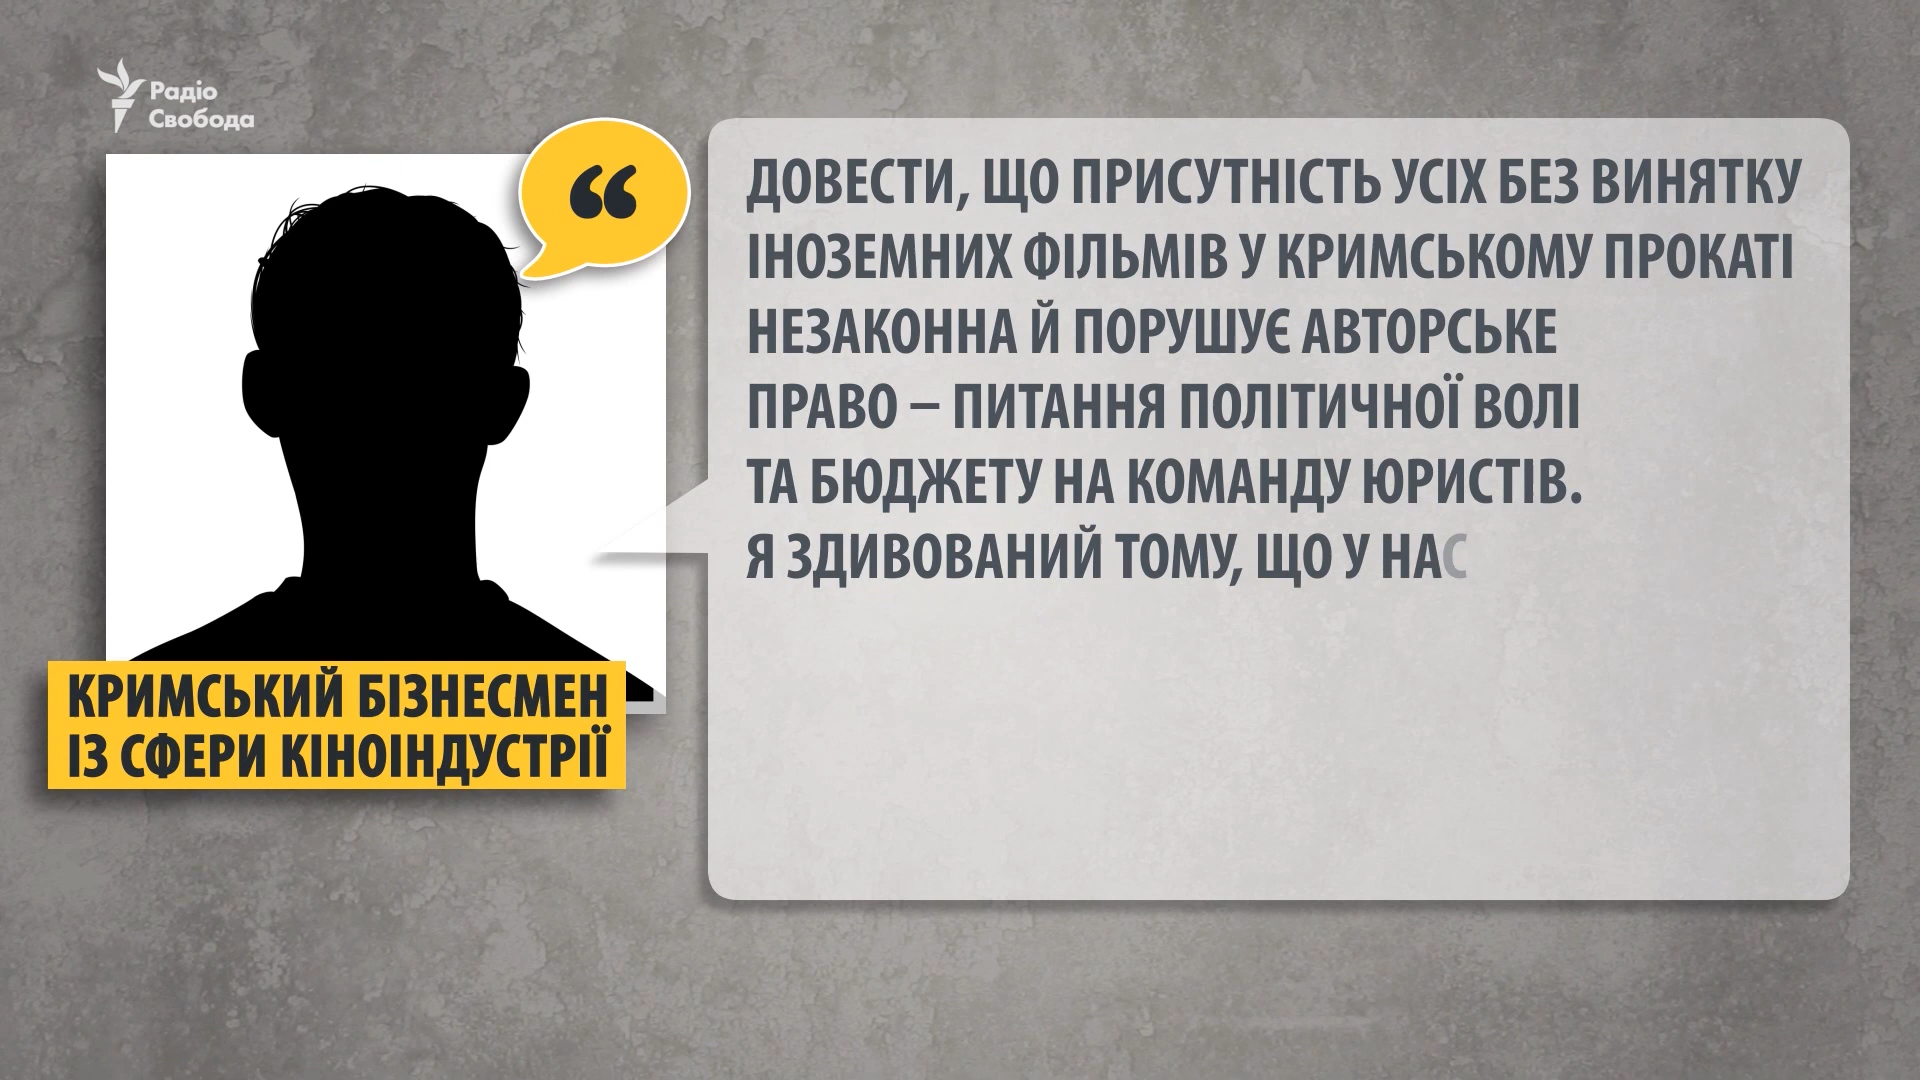 Радіо
Свобода
ДОВЕСТИ, ЩО ПРИСУТНІСТЬ УСІХ БЕЗ ВИНЯТКУ
ІНОЗЕМНИХ ФІЛЬМІВ У КРИМСЬКОМУ ПРОКАТІ
НЕЗАКОННА Й ПОРУШУЄ АВТОРСЬКЕ
ПРАВО – ПИТАННЯ ПОЛІТИЧНОЇ ВОЛІ
ТА БЮДЖЕТУ НА КОМАНДУ ЮРИСТІВ.
Я ЗДИВОВАНИЙ ТОМУ, ЩО У НАС
КРИМСЬКИЙ БІЗНЕСМЕН
ІЗ СФЕРИ КІНОІНДУСТРІЇ